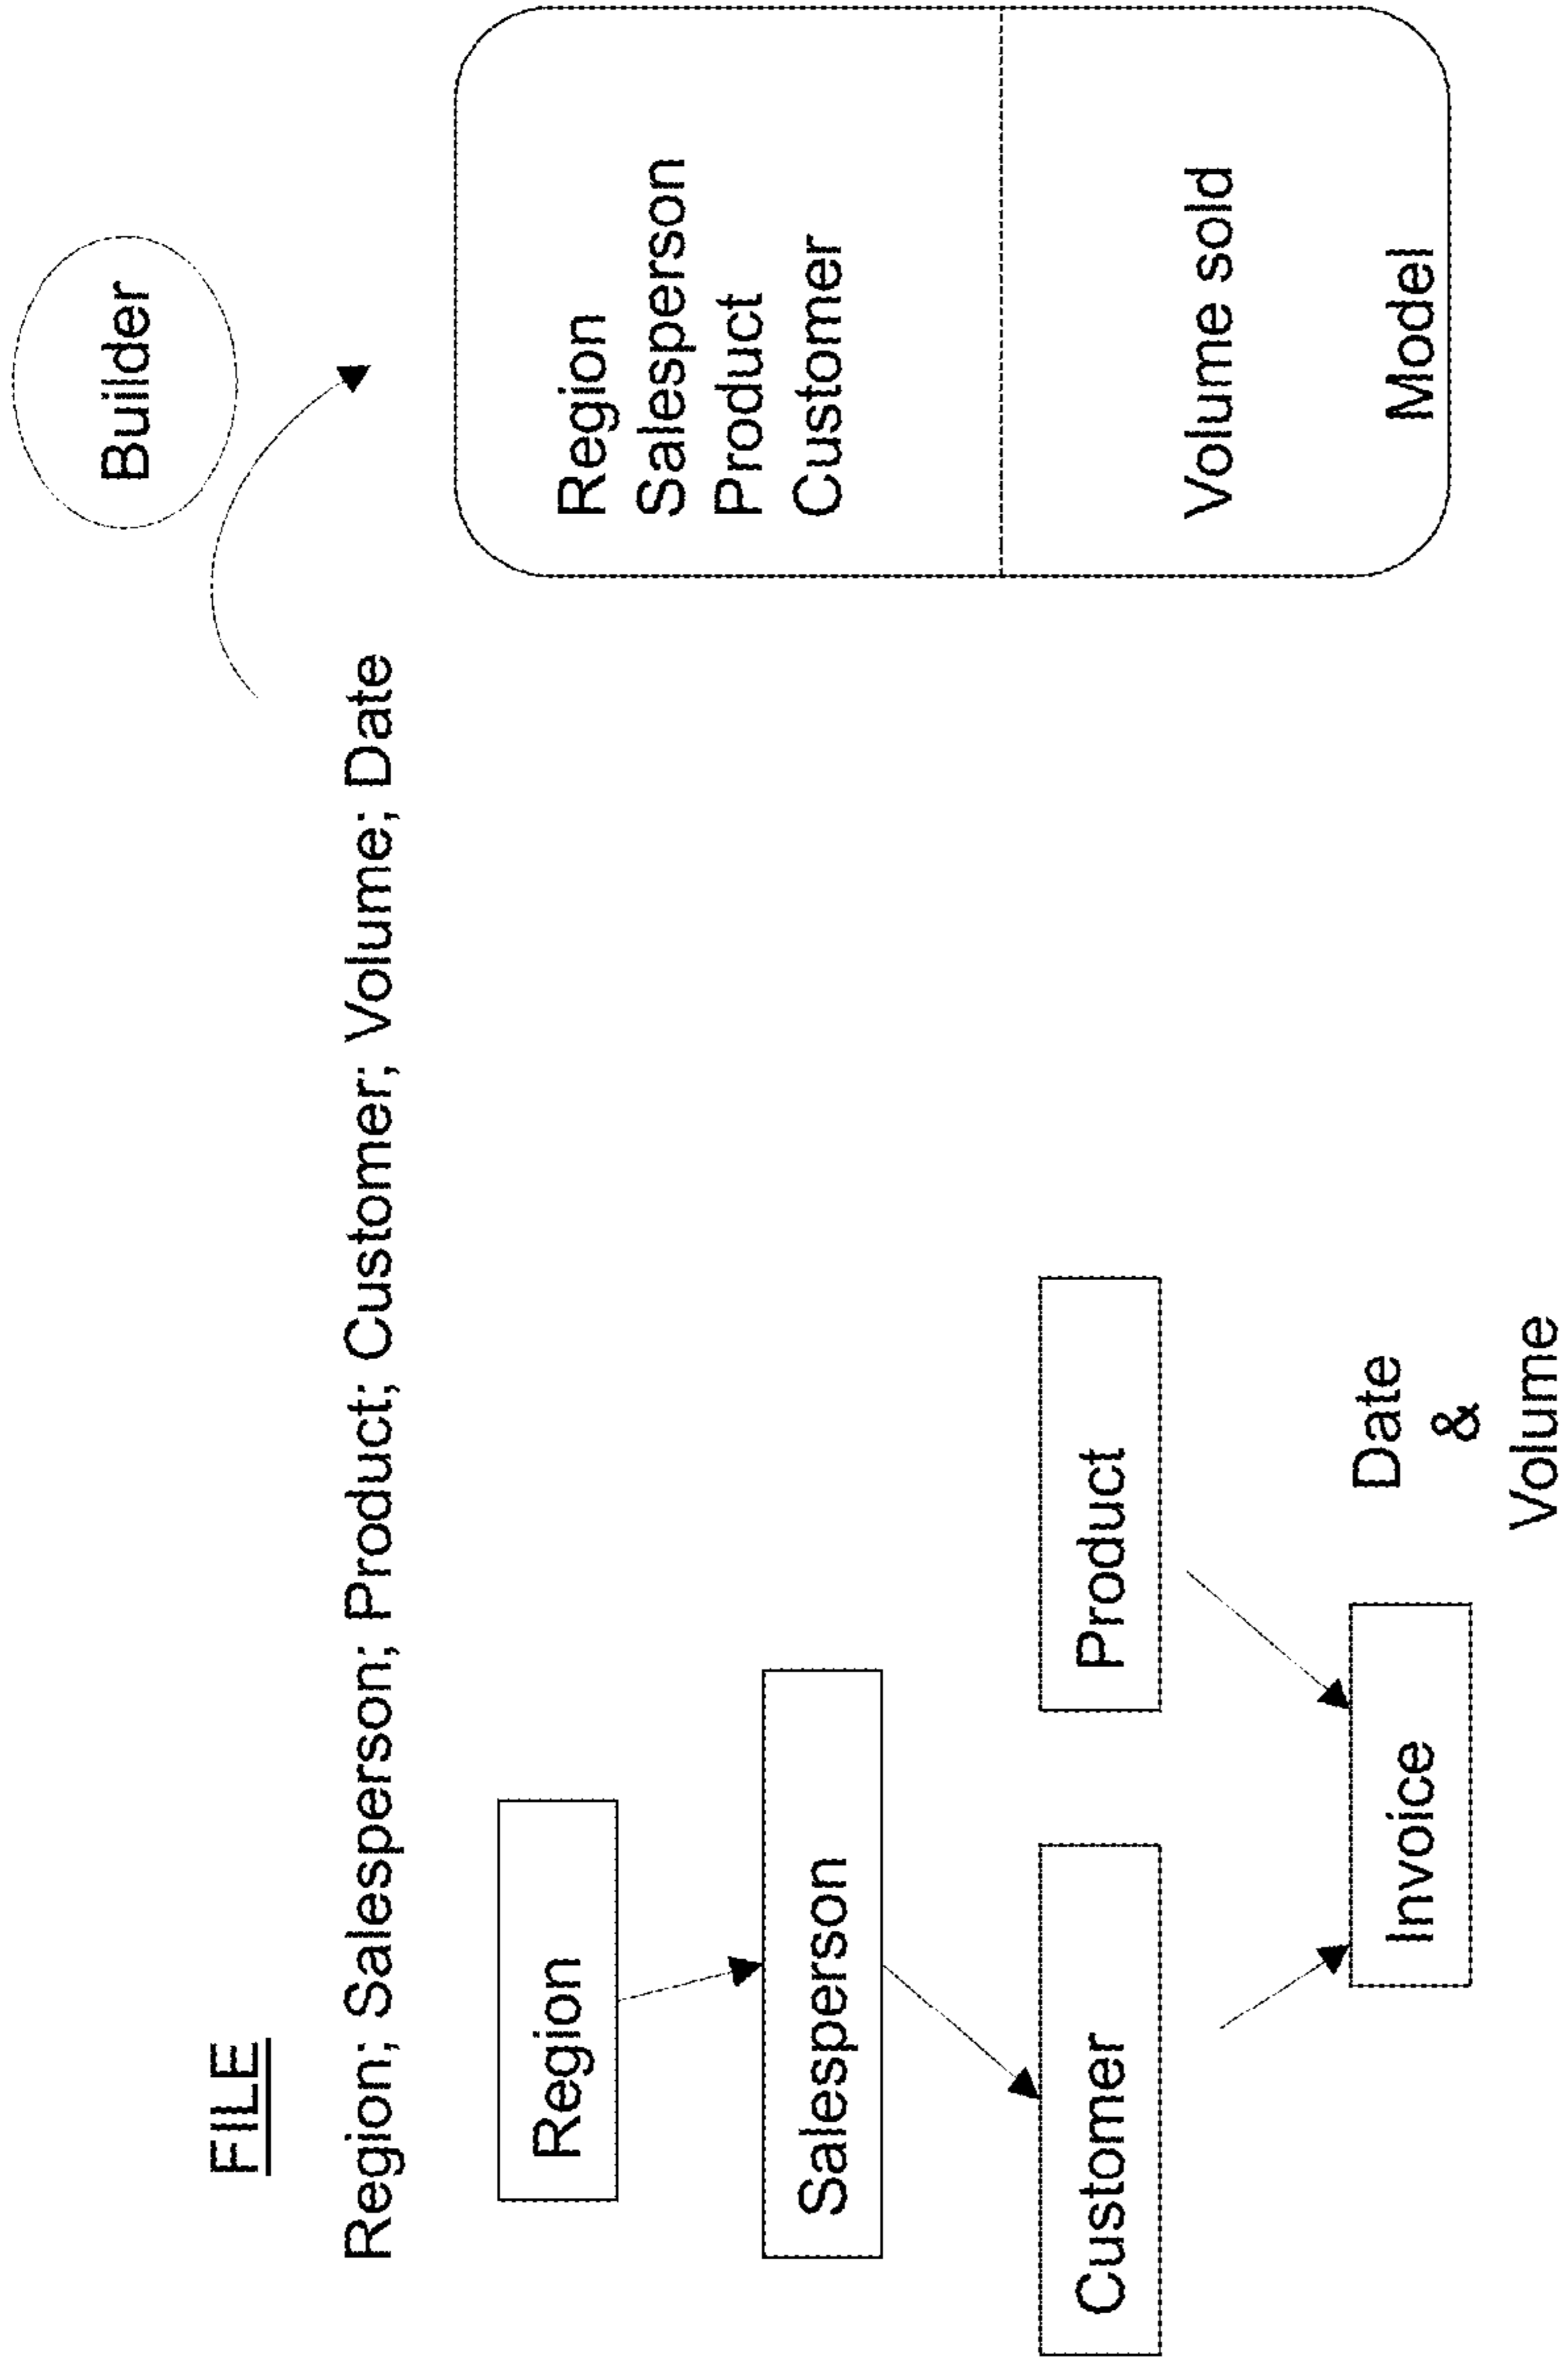 Builder
FILE
Region; Salesperson; Product; Customer; Volume; Date
Region
Salesperson
Customer
Product
Invoice
Date
&
Volume
Region
Salesperson
Product
Customer
Volume sold
Model